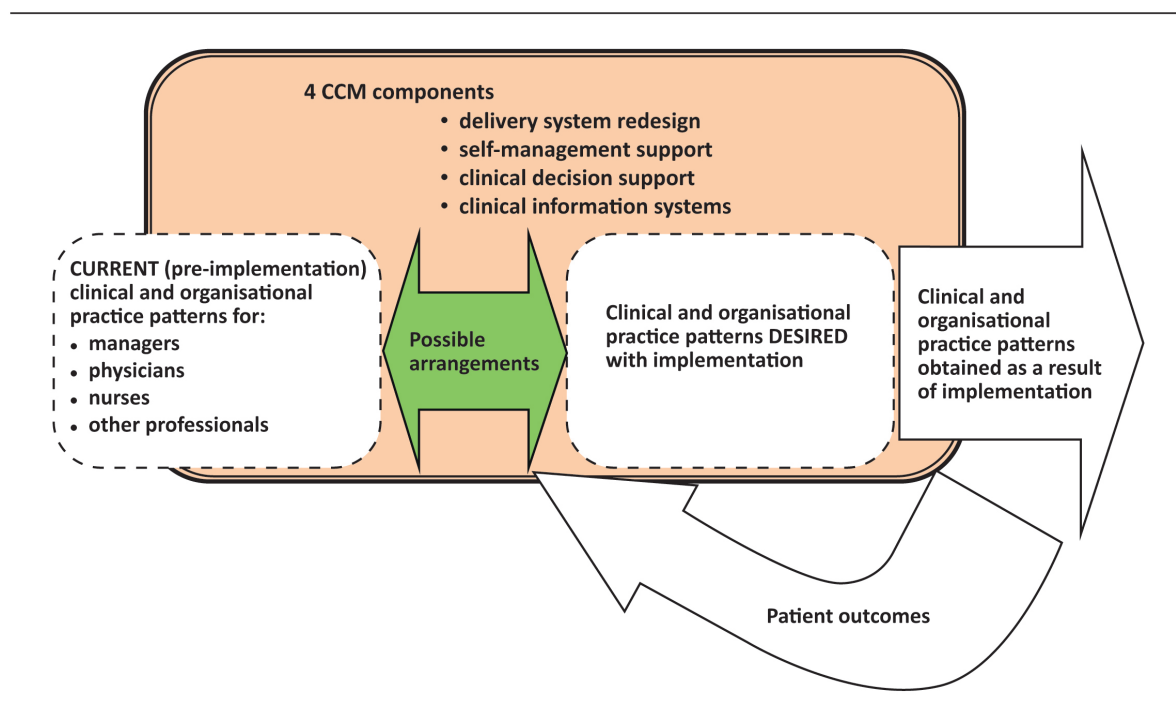 4 CCM components
• delivery system redesign
• self-management support
• clinical decision support
• clinical information systems
CURRENT (pre-implementation)
clinical and organisational
practice patterns for:
• managers
• physicians
• nurses
• other professionals
Possible
arrangements
Clinical and organisational
practice patterns DESIRED
with implementation
Clinical and
organisational
practice patterns
obtained as a result
of implementation
Patient outcomes